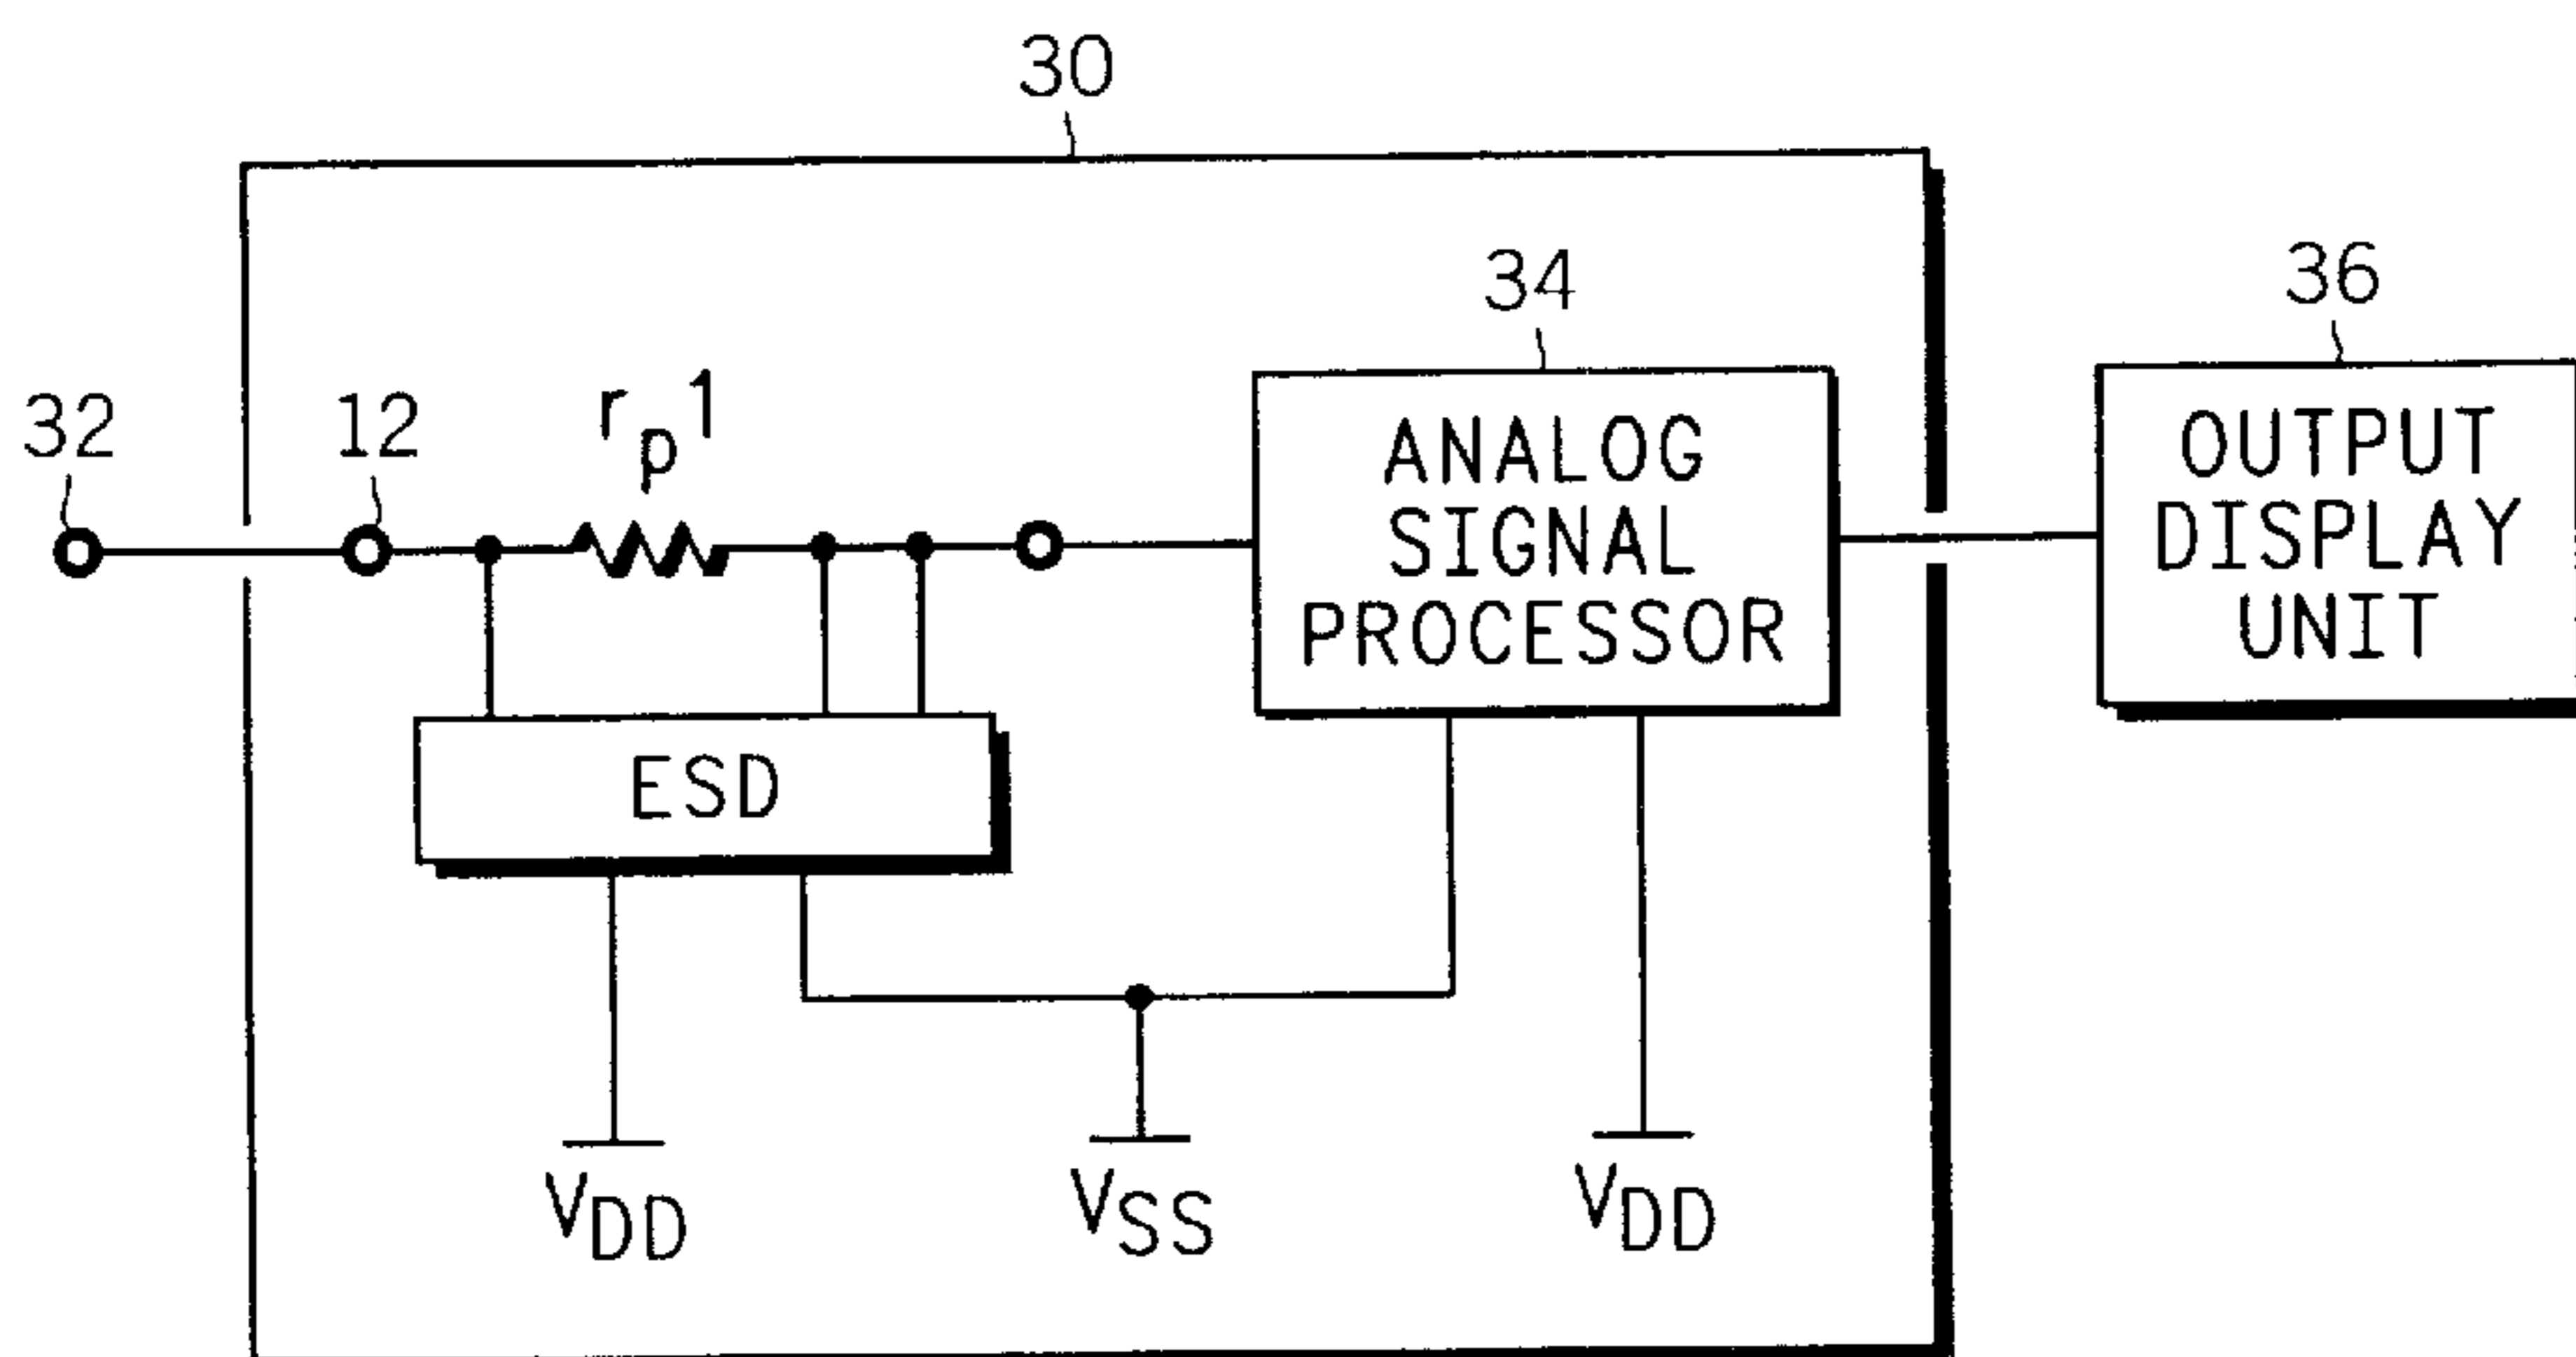 30
34
36
32
12
rp1
ANALOG
SIGNAL
PROCESSOR
OUTPUT
DISPLAY
UNIT
ESD
VDD
VSS
VDD